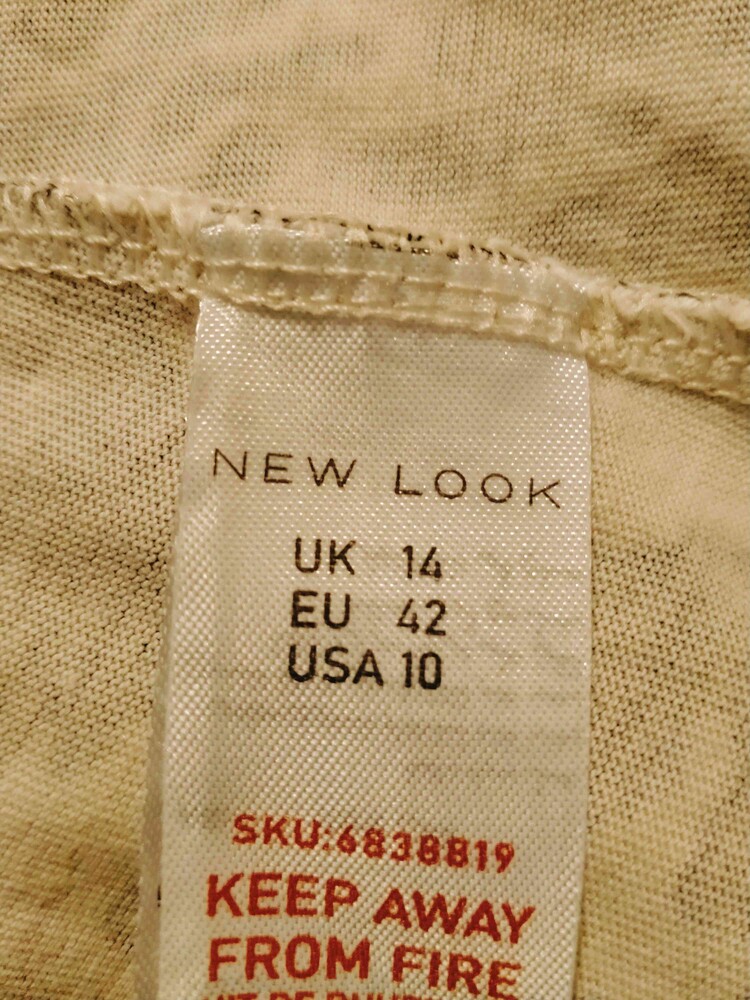 NEW LOOK
UK 14
EU 42
USA 10
SKU:6838819
KEEP AWAY
FROM FIRE